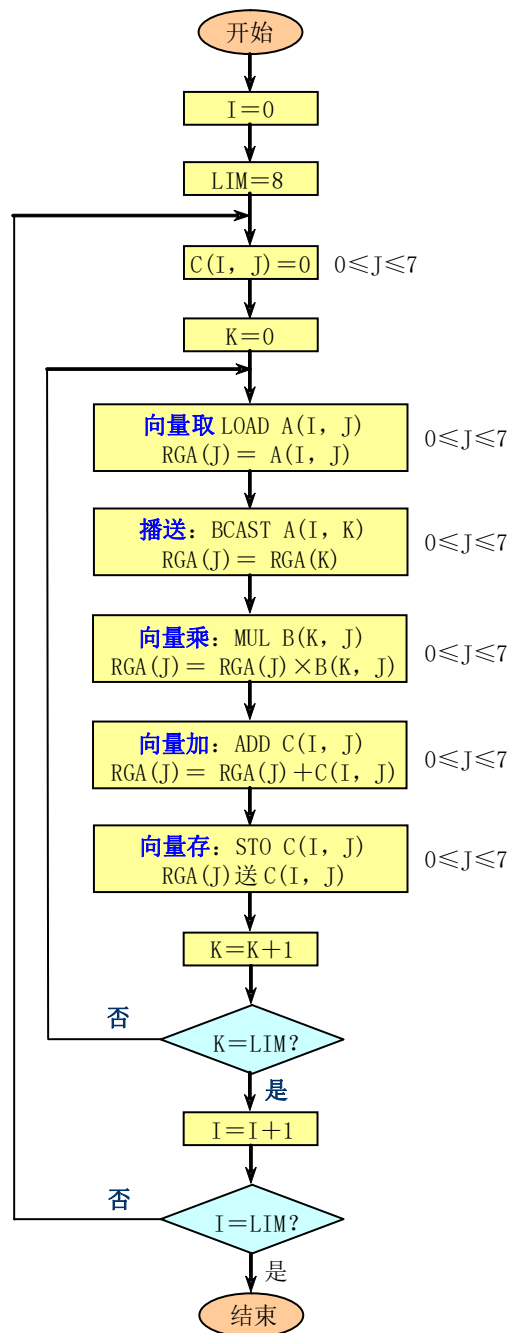 开始
I=0
LIM=8
C(I, J)=0 0≤J≤7
K=0
向量取 LOAD A(I, J)
RGA(J)= A(I, J)
0≤J≤7
播送: BCAST A(I, K)
RGA(J)= RGA(K)
0≤J≤7
向量乘: MUL B(K, J)
RGA(J)= RGA(J)×B(K, J)
0≤J≤7
向量加: ADD C(I, J)
RGA(J)= RGA(J)+C(I, J)
0≤J≤7
向量存: STO C(I, J)
RGA(J)送 C(I, J)
0≤J≤7
K=K+1
否
K=LIM?
是
I=I+1
否
I=LIM?
是
结束